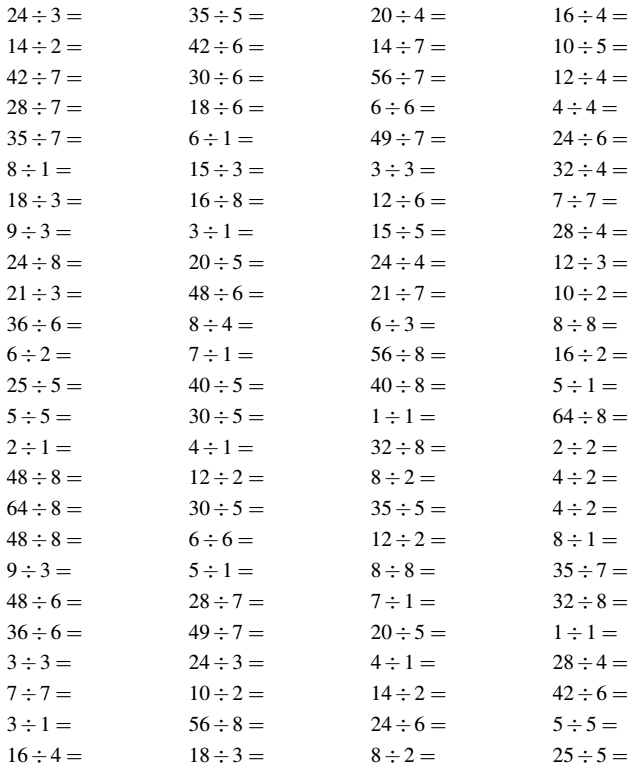 24 ÷ 3 = 35 ÷ 5 = 20 ÷ 4 = 16 ÷ 4 =
14 ÷ 2 = 42 ÷ 6 = 14 ÷ 7 = 10 ÷ 5 =
42 ÷ 7 = 30 ÷ 6 = 56 ÷ 7 = 12 ÷ 4 =
28 ÷ 7 = 18 ÷ 6 = 6 ÷ 6 = 4 ÷ 4 =
35 ÷ 7 = 6 ÷ 1 = 49 ÷ 7 = 24 ÷ 6 =
8 ÷ 1 = 15 ÷ 3 = 3 ÷ 3 = 32 ÷ 4 =
18 ÷ 3 = 16 ÷ 8 = 12 ÷ 6 = 7 ÷ 7 =
9 ÷ 3 = 3 ÷ 1 = 15 ÷ 5 = 28 ÷ 4 =
24 ÷ 8 = 20 ÷ 5 = 24 ÷ 4 = 12 ÷ 3 =
21 ÷ 3 = 48 ÷ 6 = 21 ÷ 7 = 10 ÷ 2 =
36 ÷ 6 = 8 ÷ 4 = 6 ÷ 3 = 8 ÷ 8 =
6 ÷ 2 = 7 ÷ 1 = 56 ÷ 8 = 16 ÷ 2 =
25 ÷ 5 = 40 ÷ 5 = 40 ÷ 8 = 5 ÷ 1 =
5 ÷ 5 = 30 ÷ 5 = 1 ÷ 1 = 64 ÷ 8 =
2 ÷ 1 = 4 ÷ 1 = 32 ÷ 8 = 2 ÷ 2 =
48 ÷ 8 = 12 ÷ 2 = 8 ÷ 2 = 4 ÷ 2 =
64 ÷ 8 = 30 ÷ 5 = 35 ÷ 5 = 4 ÷ 2 =
48 ÷ 8 = 6 ÷ 6 = 12 ÷ 2 = 8 ÷ 1 =
9 ÷ 3 = 5 ÷ 1 = 8 ÷ 8 = 35 ÷ 7 =
48 ÷ 6 = 28 ÷ 7 = 7 ÷ 1 = 32 ÷ 8 =
36 ÷ 6 = 49 ÷ 7 = 20 ÷ 5 = 1 ÷ 1 =
3 ÷ 3 = 24 ÷ 3 = 4 ÷ 1 = 28 ÷ 4 =
7 ÷ 7 = 10 ÷ 2 = 14 ÷ 2 = 42 ÷ 6 =
3 ÷ 1 = 56 ÷ 8 = 24 ÷ 6 = 5 ÷ 5 =
16 ÷ 4 = 18 ÷ 3 = 8 ÷ 2 = 25 ÷ 5 =